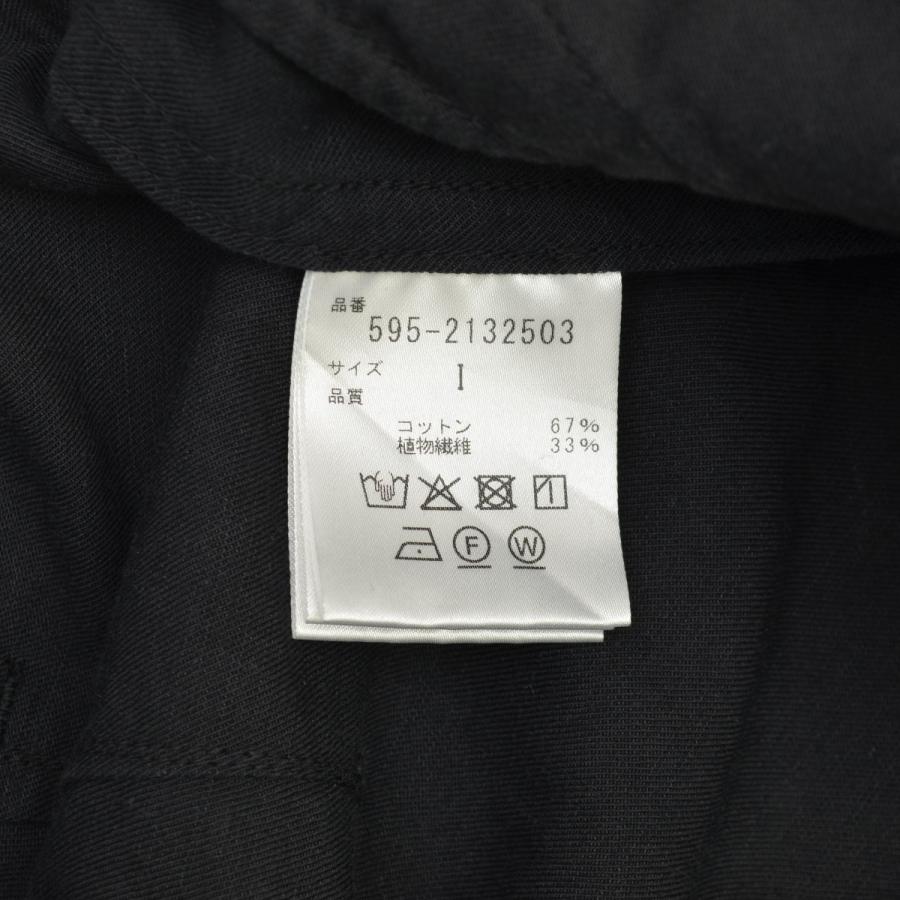 品番
595-2132503
サイズ I
品質
コットン 67%
植物繊維 33%
F W